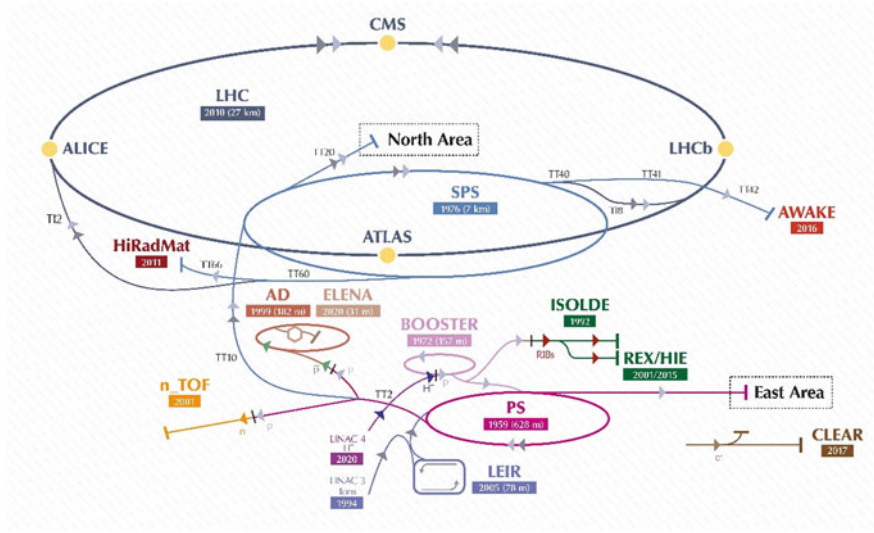 CMS
LHC
2010 (27 km)
North Area
TT20
ALICE
LHCb
TT40
TT41
SPS
1976 (7 km)
TI8
TT42
AWAKE
2016
TI2
ATLAS
HiRadMat
2011
TT66
TT60
AD
1999 (182 m)
ELENA
2020 (31 m)
ISOLDE
1992
BOOSTER
1972 (157 m)
RIBs
REX/HIE
2001/2015
TT10
p
p
TT2
H⁻
p
East Area
n_TOF
2001
n
p
PS
1959 (628 m)
LINAC 4
2020
CLEAR
2017
e⁻
LINAC 3
Ions
1994
LEIR
2005 (78 m)